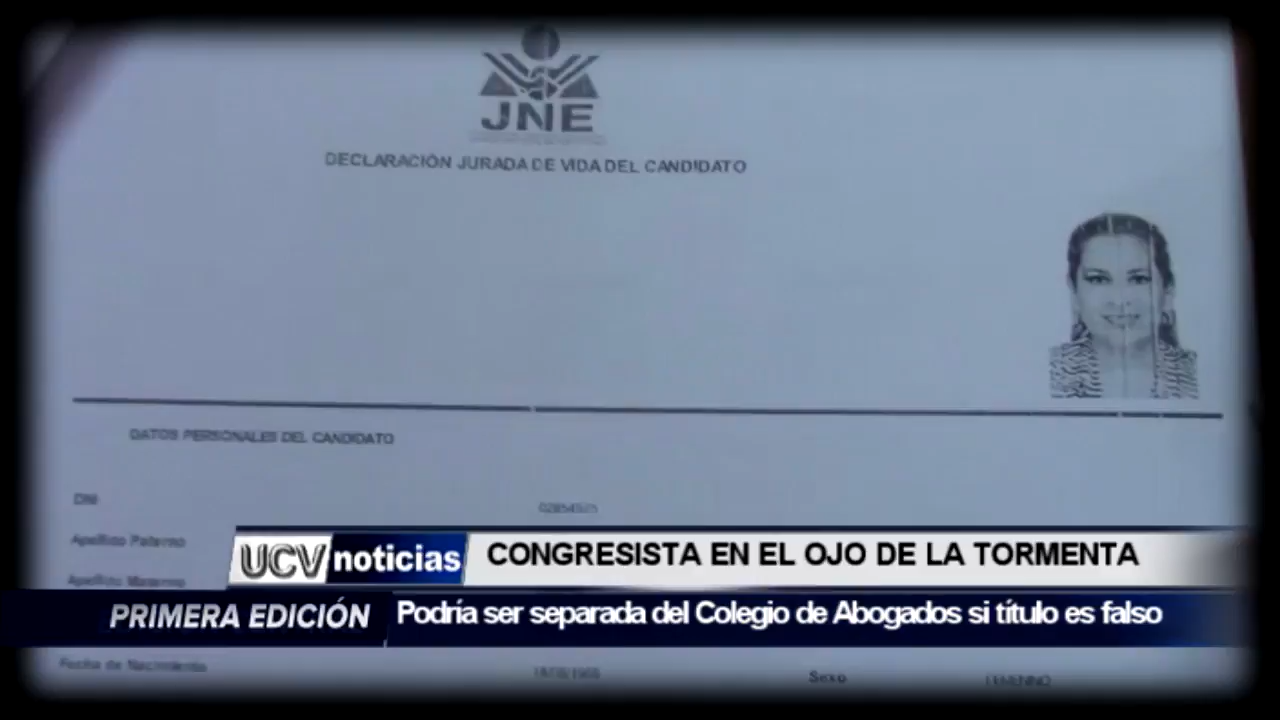 JNE
DECLARACIÓN JURADA DE VIDA DEL CANDIDATO
DATOS PERSONALES DEL CANDIDATO
DNI
Apellido Paterno
Apellido Materno
UCV noticias CONGRESISTA EN EL OJO DE LA TORMENTA
PRIMERA EDICIÓN Podría ser separada del Colegio de Abogados si título es falso
Fecha de Nacimiento Sexo FEMENINO